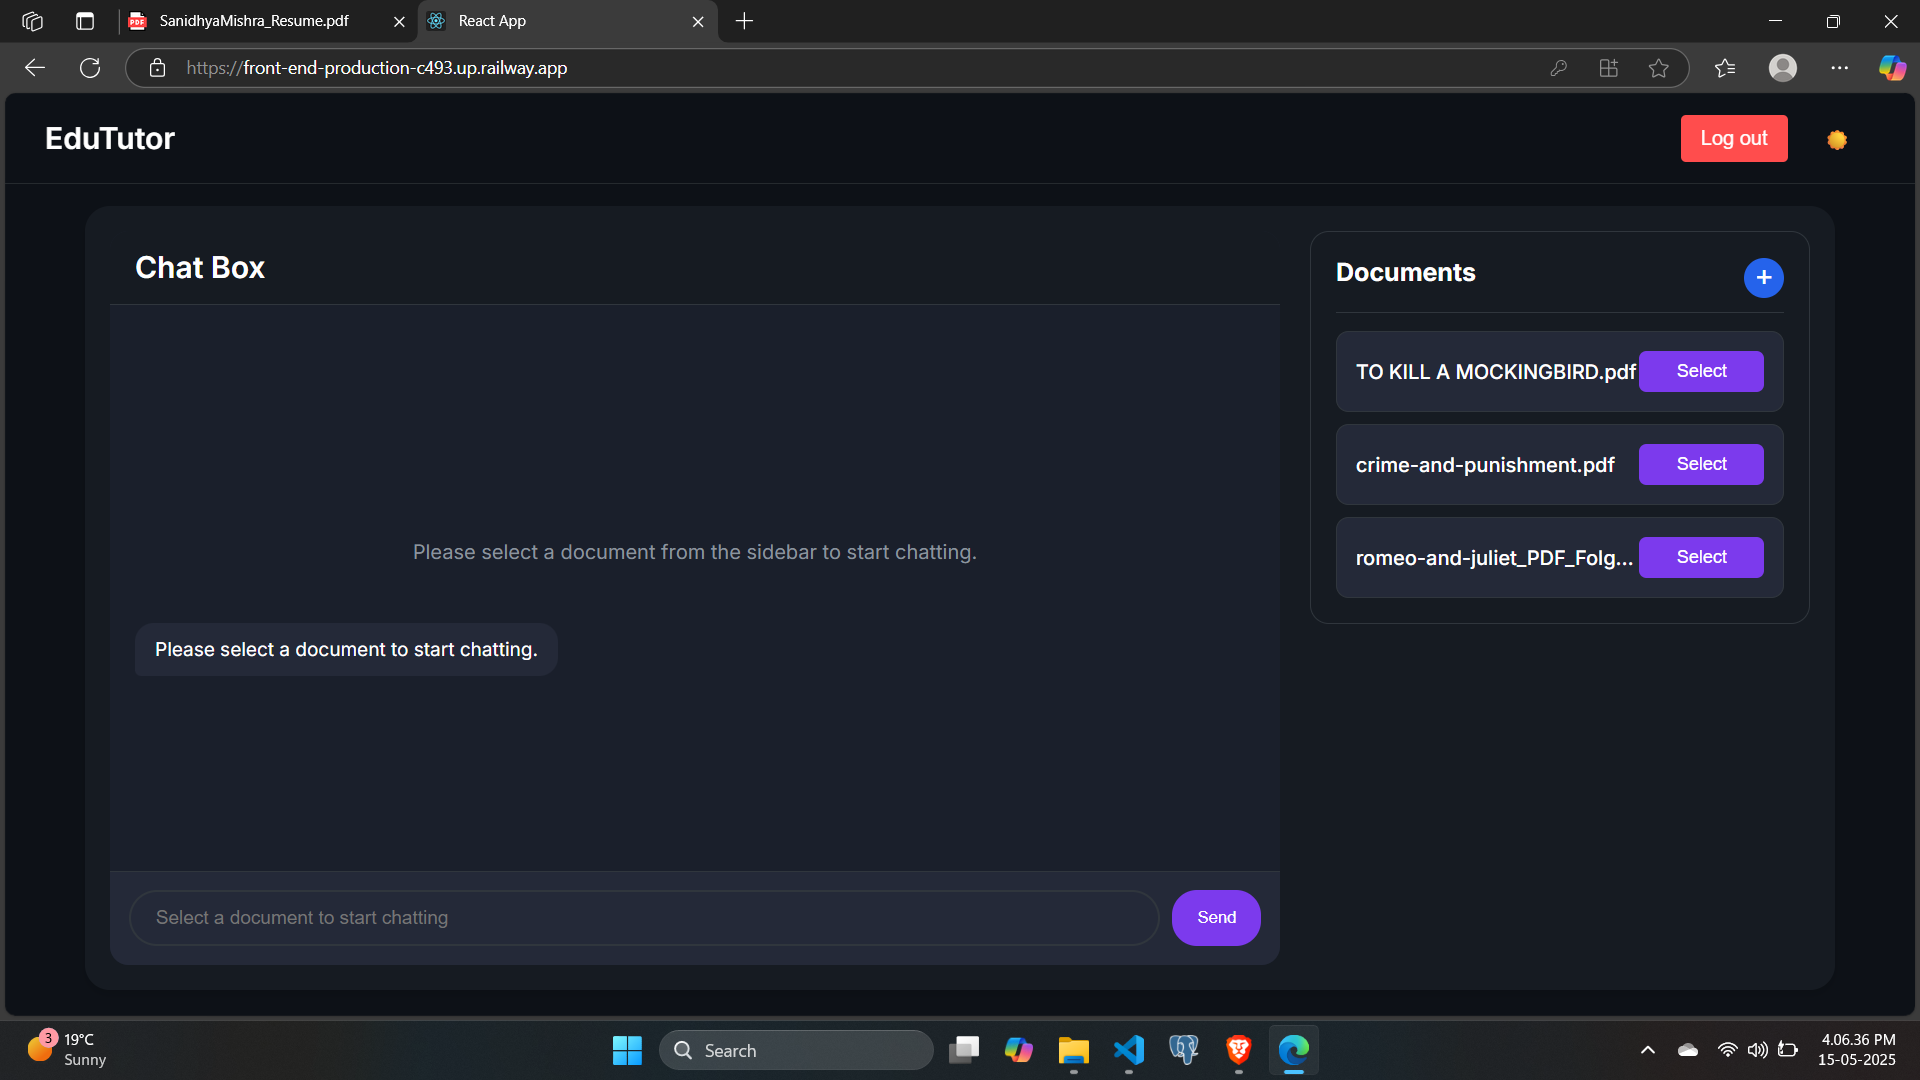 SanidhyaMishra_Resume.pdf
React App
https://front-end-production-c493.up.railway.app
EduTutor
Log out
Chat Box
Please select a document from the sidebar to start chatting.
Please select a document to start chatting.
Select a document to start chatting
Send
Documents
+
TO KILL A MOCKINGBIRD.pdf
Select
crime-and-punishment.pdf
Select
romeo-and-juliet_PDF_Folg...
Select
3
19°C
Sunny
Search
4.06.36 PM
15-05-2025